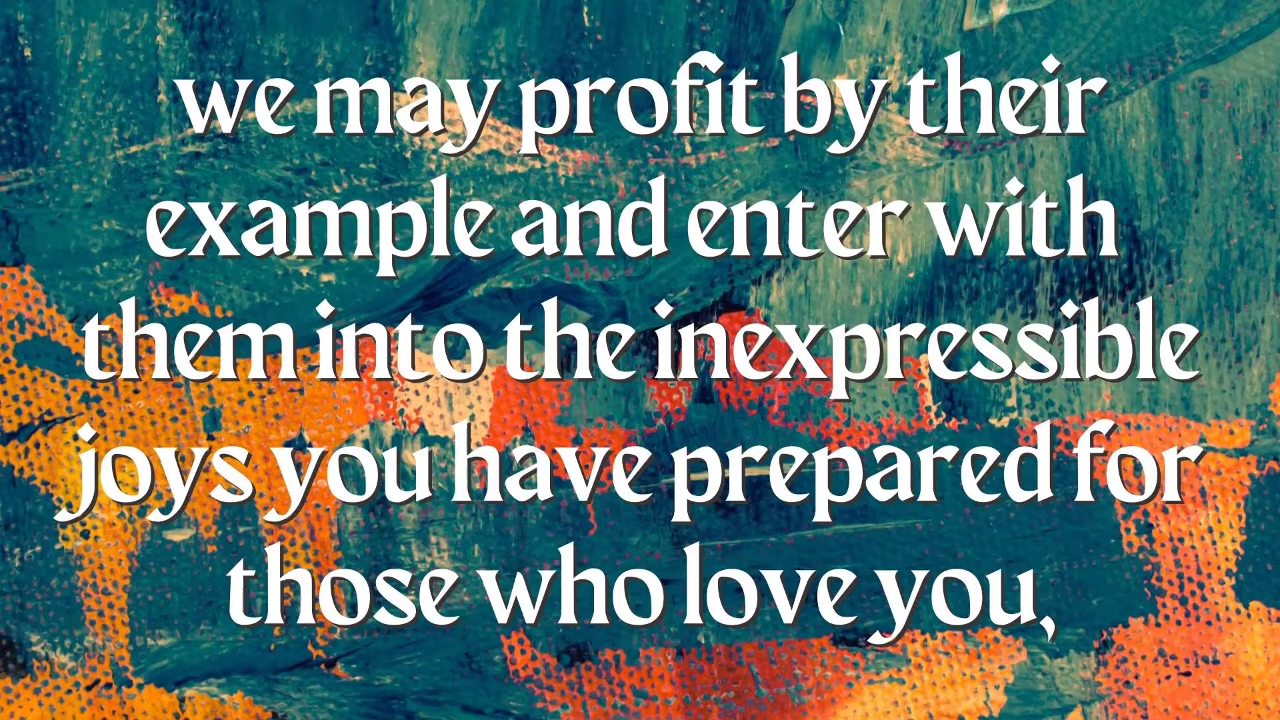 we may profit by their
example and enter with
them into the inexpressible
joys you have prepared for
those who love you,